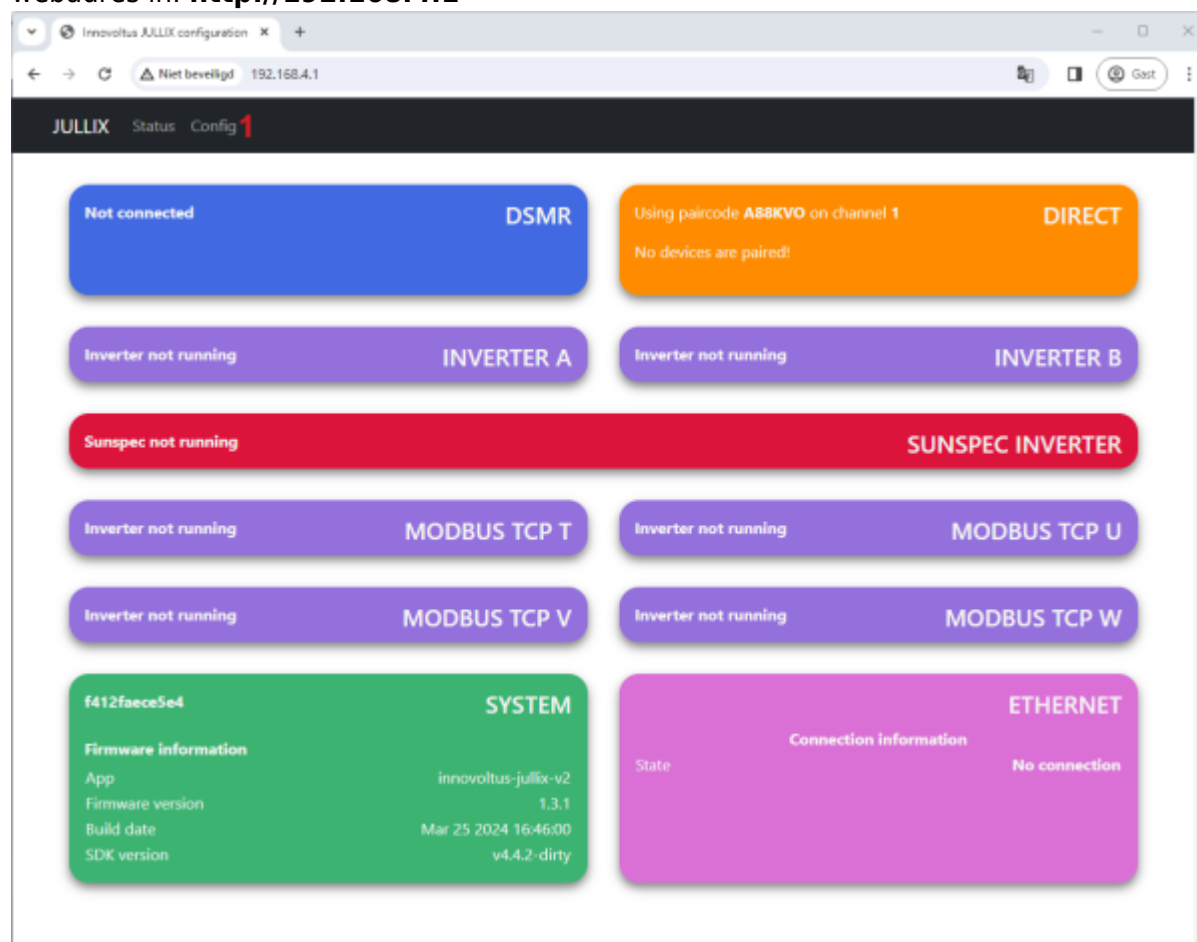 Innovoltus JULLIX configuration
Niet beveiligd 192.168.4.1 Gast
JULLIX Status Config 1
Not connected DSMR
Using paircode A88KVO on channel 1 DIRECT
No devices are paired!
Inverter not running INVERTER A
Inverter not running INVERTER B
Sunspec not running SUNSPEC INVERTER
Inverter not running MODBUS TCP T
Inverter not running MODBUS TCP U
Inverter not running MODBUS TCP V
Inverter not running MODBUS TCP W
f412faece5e4 SYSTEM
Firmware information
App innovoltus-jullix-v2
Firmware version 1.3.1
Build date Mar 25 2024 16:46:00
SDK version v4.4.2-dirty
ETHERNET
Connection information
State No connection